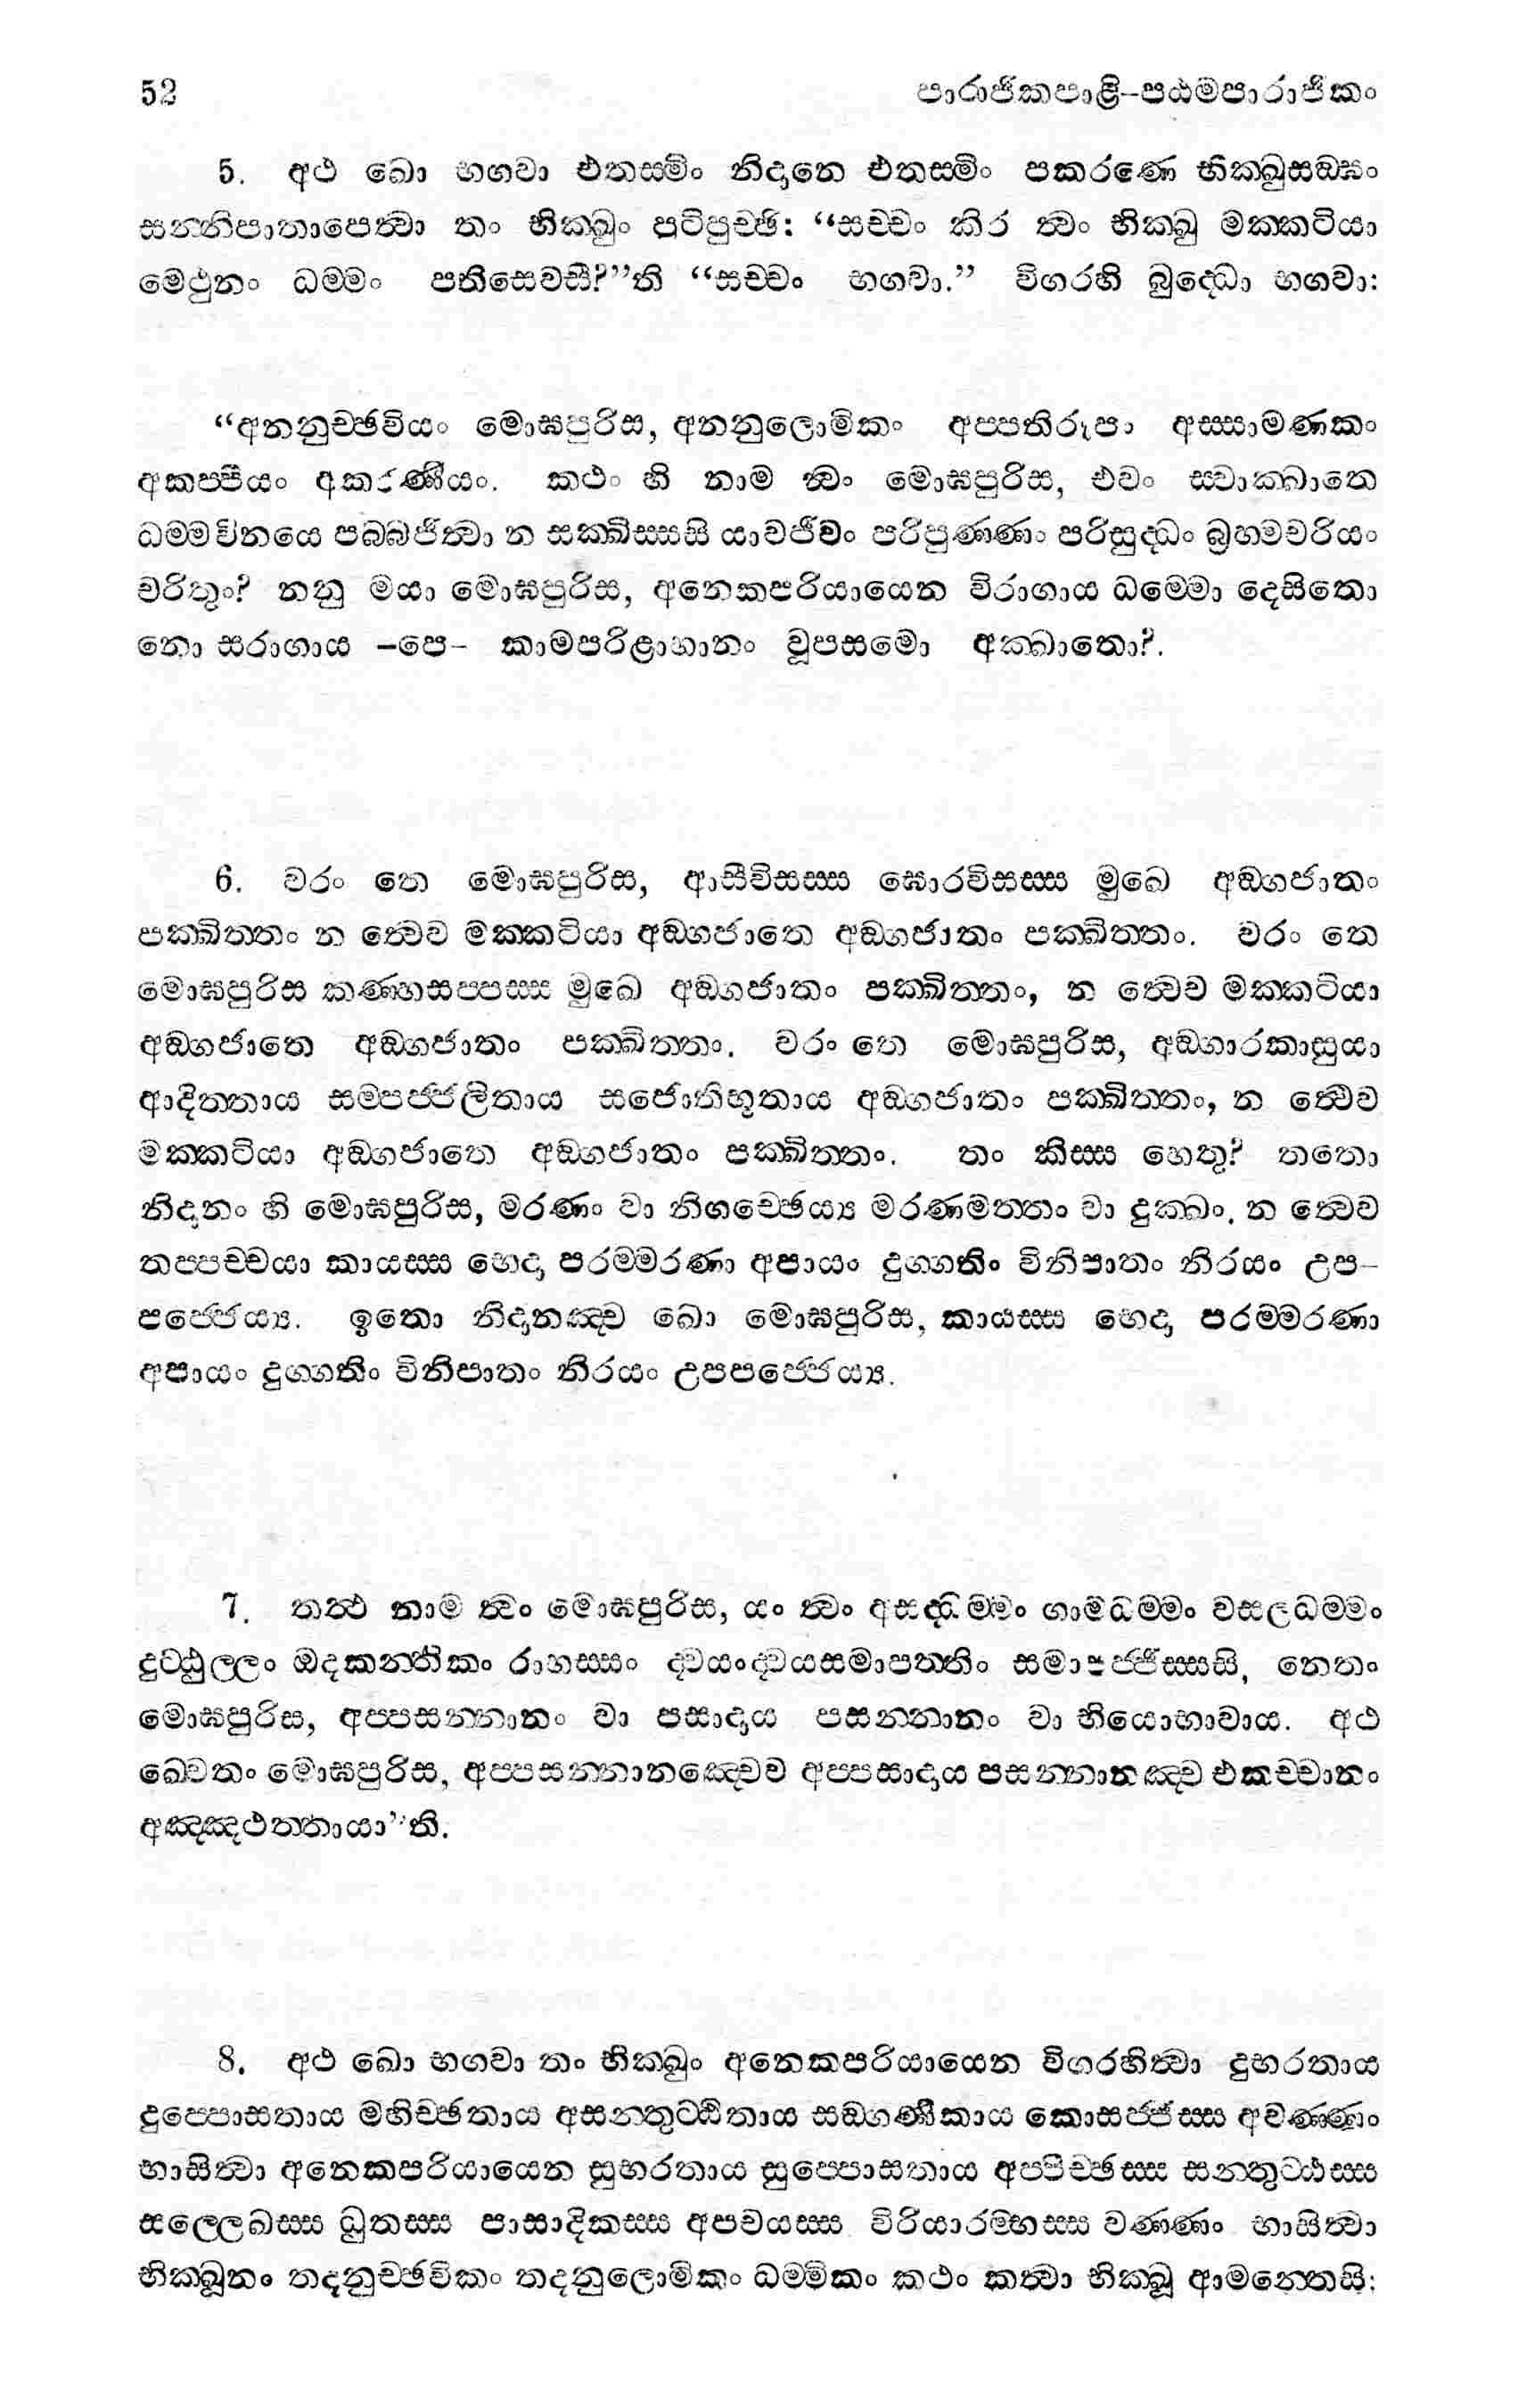 52 පාරාජිකපාළි–පඨමපාරාජිකං
5. අථ ඛො භගවා එතස්මිං නිදානෙ එතස්මිං පකරණෙ භික්ඛුසඞ්ඝං
සන්නිපාතාපෙත්වා තං භික්ඛුං පටිපුච්ඡි: “සච්චං කිර ත්වං භික්ඛු මක්කටියා
මෙථුනං ධම්මං පතිසෙවසී?”ති “සච්චං භගවා.” විගරහි බුද්ධො භගවා:
“අනනුච්ඡවියං මොඝපුරිස, අනනුලොමිකං අප්පතිරූපං අස්සාමණකං
අකප්පියං අකරණීයං. කථං හි නාම ත්වං මොඝපුරිස, එවං ස්වාක්ඛාතෙ
ධම්මවිනයෙ පබ්බජිත්වා න සක්ඛිස්සසි යාවජීවං පරිපුණ්ණං පරිසුද්ධං බ්‍රහ්මචරියං
චරිතුං? නනු මයා මොඝපුරිස, අනෙකපරියායෙන විරාගාය ධම්මො දෙසිතො
නො සරාගාය –පෙ– කාමපරිළාහානං වූපසමො අක්ඛාතො?.
6. වරං තෙ මොඝපුරිස, ආසීවිසස්ස ඝොරවිසස්ස මුඛෙ අඞ්ගජාතං
පක්ඛිත්තං න ත්වෙව මක්කටියා අඞ්ගජාතෙ අඞ්ගජාතං පක්ඛිත්තං. වරං තෙ
මොඝපුරිස කණ්හසප්පස්ස මුඛෙ අඞ්ගජාතං පක්ඛිත්තං, න ත්වෙව මක්කටියා
අඞ්ගජාතෙ අඞ්ගජාතං පක්ඛිත්තං. වරං තෙ මොඝපුරිස, අඞ්ගාරකාසුයා
ආදිත්තාය සම්පජ්ජලිතාය සජොතිභූතාය අඞ්ගජාතං පක්ඛිත්තං, න ත්වෙව
මක්කටියා අඞ්ගජාතෙ අඞ්ගජාතං පක්ඛිත්තං. තං කිස්ස හෙතු? තතො
නිදානං හි මොඝපුරිස, මරණං වා නිගච්ඡෙය්‍ය මරණමත්තං වා දුක්ඛං. න ත්වෙව
තප්පච්චයා කායස්ස භෙදා පරම්මරණා අපායං දුග්ගතිං විනිපාතං නිරයං උප–
පජ්ජෙය්‍ය. ඉතො නිදානඤ්ච ඛො මොඝපුරිස, කායස්ස භෙදා පරම්මරණා
අපායං දුග්ගතිං විනිපාතං නිරයං උපපජ්ජෙය්‍ය.
7. තත්ථ නාම ත්වං මොඝපුරිස, යං ත්වං අසද්ධම්මං ගාමධම්මං වසලධම්මං
දුට්ඨුල්ලං ඔදකන්තිකං රාහස්සං ද්වයංද්වයසමාපත්තිං සමාපජ්ජිස්සසි, නෙතං
මොඝපුරිස, අප්පසන්නානං වා පසාදාය පසන්නානං වා භියොභාවාය. අථ
ඛ්වෙතං මොඝපුරිස, අප්පසන්නානඤ්චෙව අප්පසාදාය පසන්නානඤ්ච එකච්චානං
අඤ්ඤථත්තායා”ති.
8. අථ ඛො භගවා තං භික්ඛුං අනෙකපරියායෙන විගරහිත්වා දුභරතාය
දුප්පොසතාය මහිච්ඡතාය අසන්තුට්ඨිතාය සඞ්ගණිකාය කොසජ්ජස්ස අවණ්ණං
භාසිත්වා අනෙකපරියායෙන සුභරතාය සුප්පොසතාය අප්පිච්ඡස්ස සන්තුට්ඨස්ස
සල්ලෙඛස්ස ධුතස්ස පාසාදිකස්ස අපචයස්ස විරියාරම්භස්ස වණ්ණං භාසිත්වා
භික්ඛූනං තදනුච්ඡවිකං තදනුලොමිකං ධම්මිකං කථං කත්වා භික්ඛූ ආමන්තෙසි: